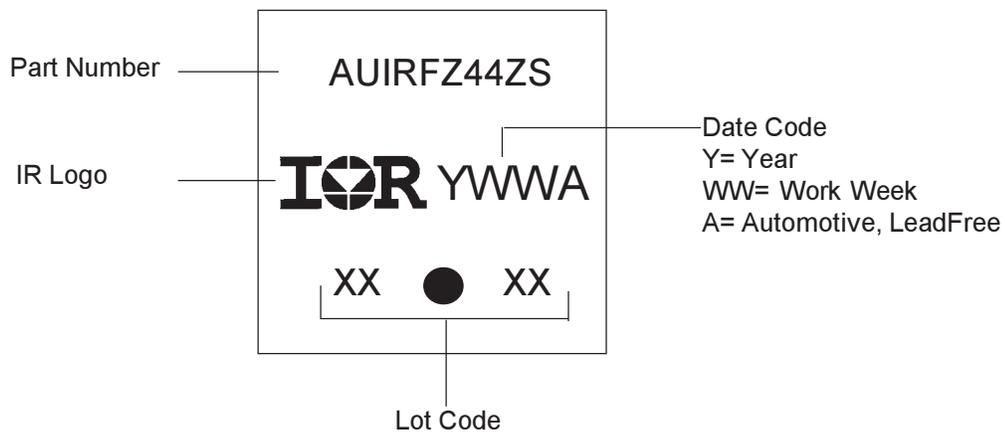 Part Number
AUIRFZ44ZS
Date Code
Y= Year
WW= Work Week
A= Automotive, LeadFree
IR Logo
IOR YWWA
XX XX
Lot Code